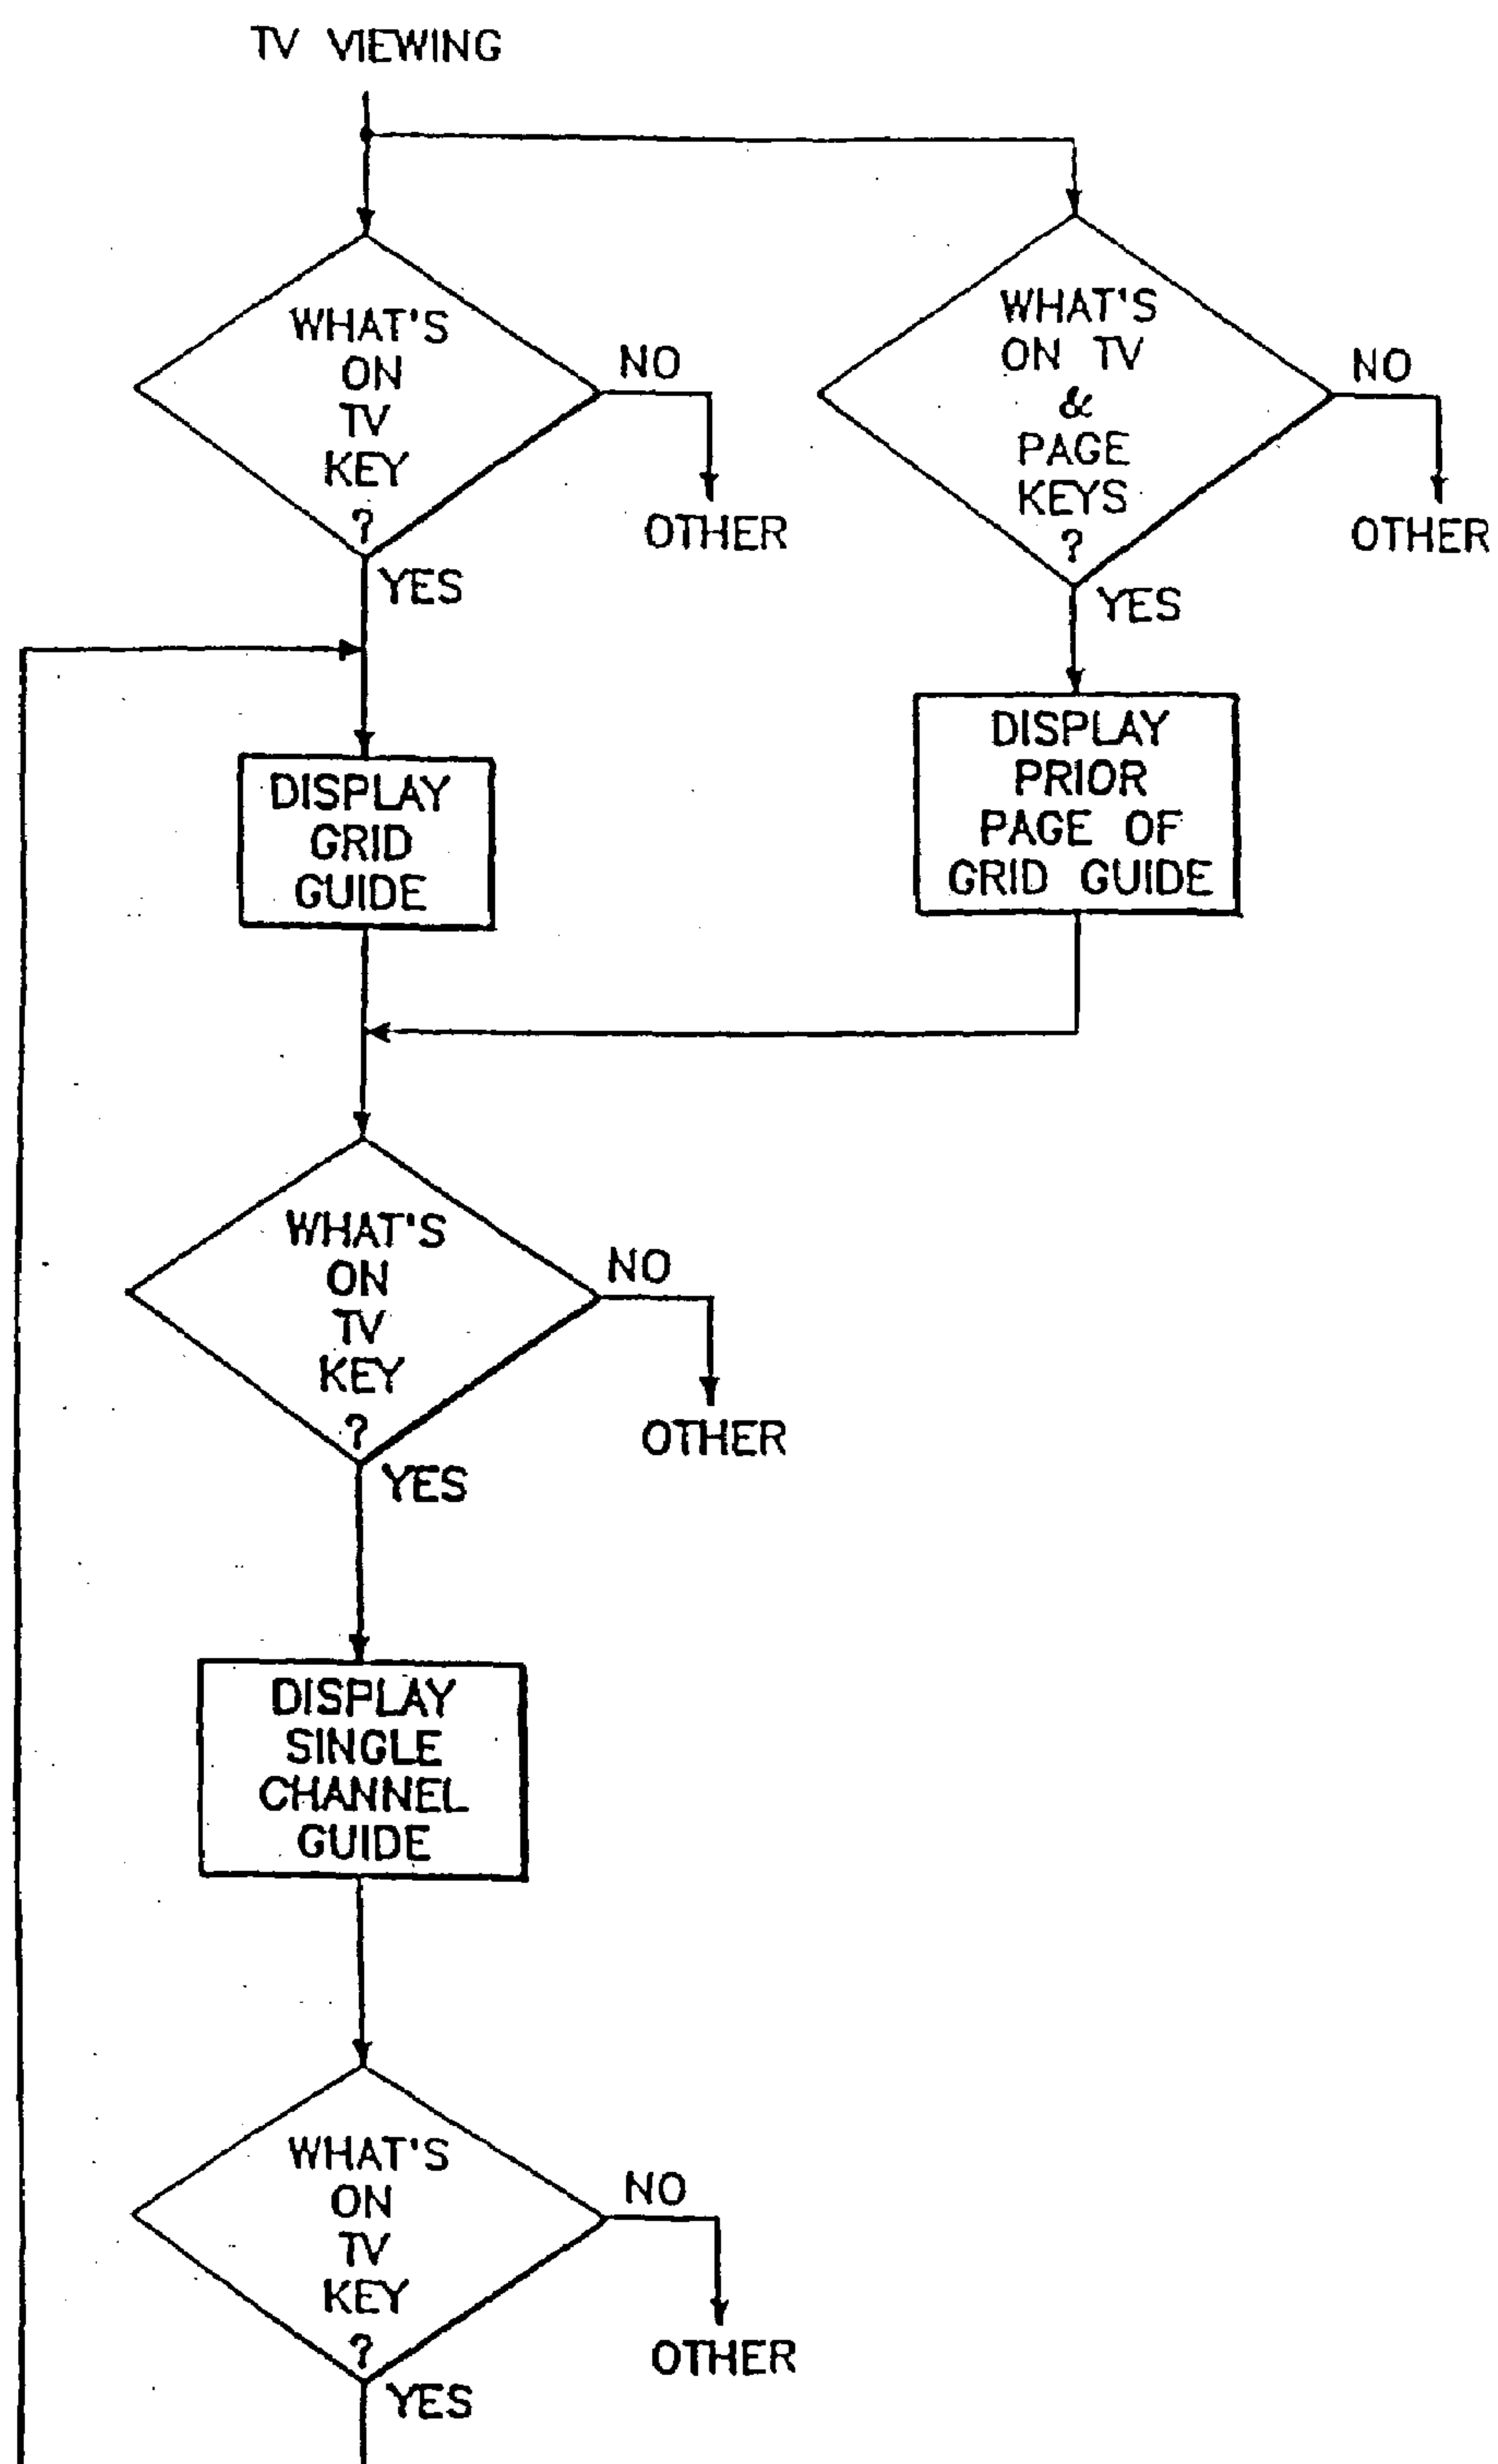 TV VIEWING
WHAT'S
ON
TV
KEY
?
NO
OTHER
YES
WHAT'S
ON TV
&
PAGE
KEYS
?
NO
OTHER
YES
DISPLAY
GRID
GUIDE
DISPLAY
PRIOR
PAGE OF
GRID GUIDE
WHAT'S
ON
TV
KEY
?
NO
OTHER
YES
DISPLAY
SINGLE
CHANNEL
GUIDE
WHAT'S
ON
TV
KEY
?
NO
OTHER
YES